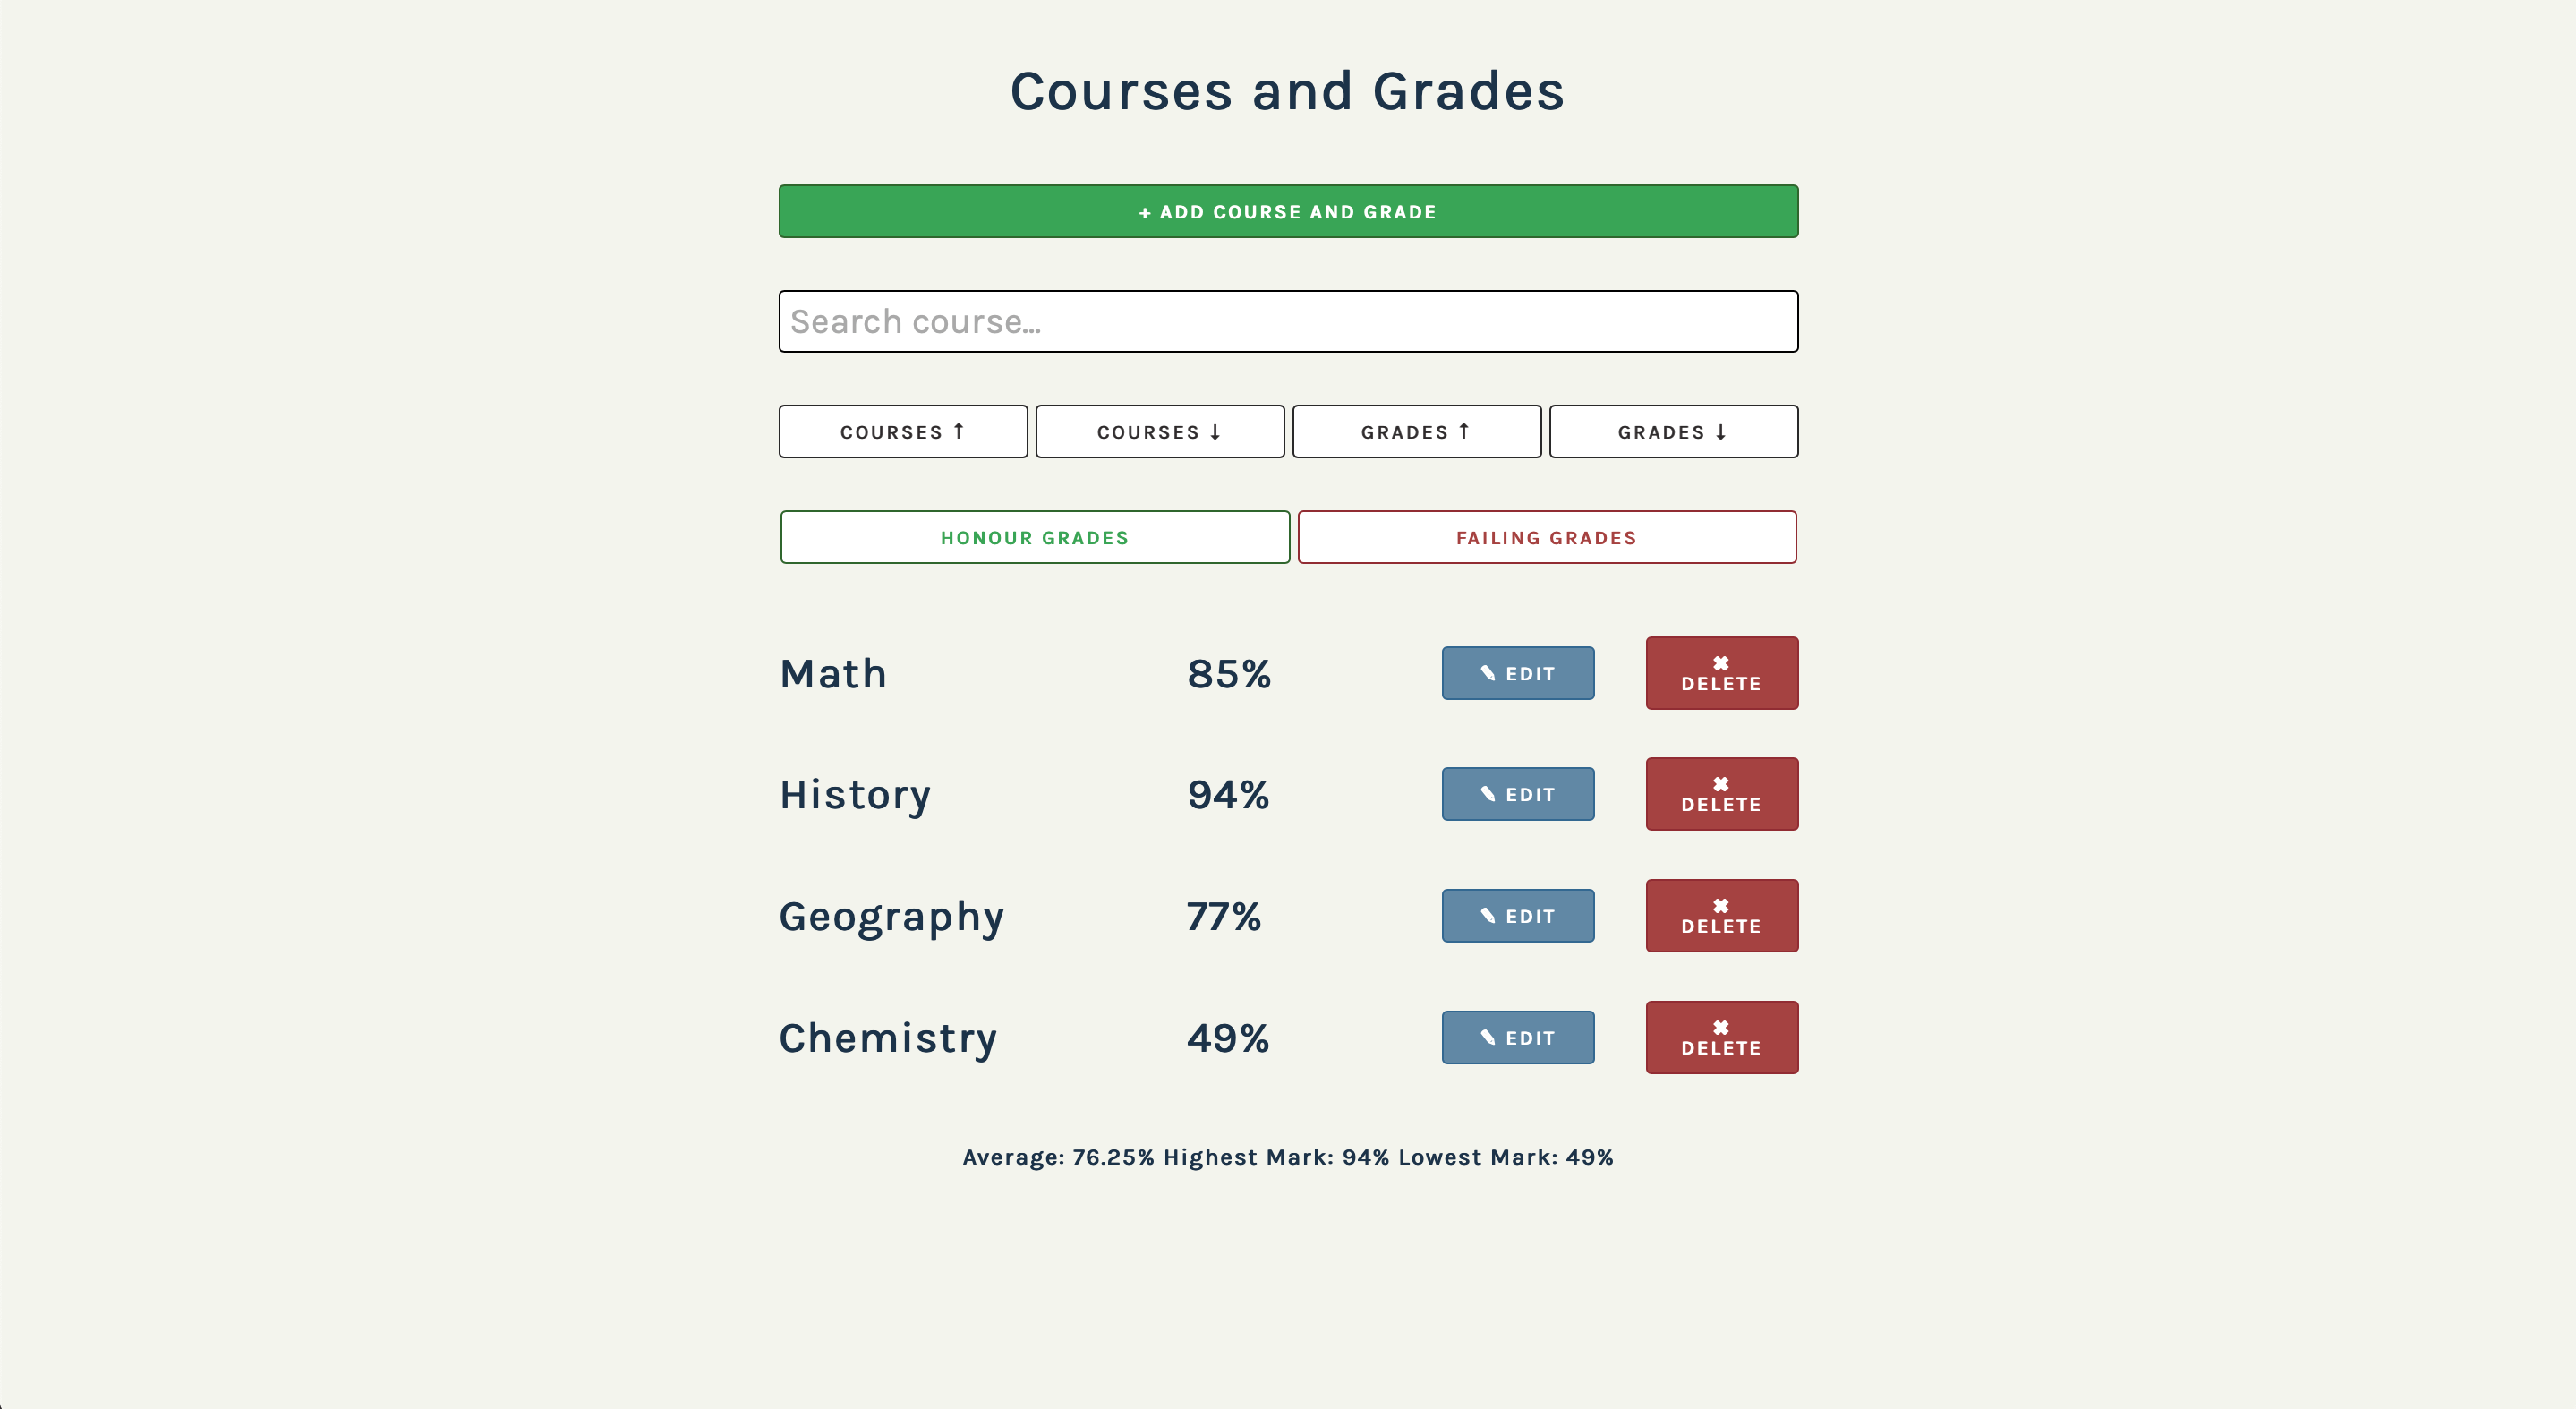 Courses and Grades
+ ADD COURSE AND GRADE
Search course...
COURSES ↑ COURSES ↓ GRADES ↑ GRADES ↓
HONOUR GRADES FAILING GRADES
Math 85% ✎ EDIT ✖ DELETE
History 94% ✎ EDIT ✖ DELETE
Geography 77% ✎ EDIT ✖ DELETE
Chemistry 49% ✎ EDIT ✖ DELETE
Average: 76.25% Highest Mark: 94% Lowest Mark: 49%